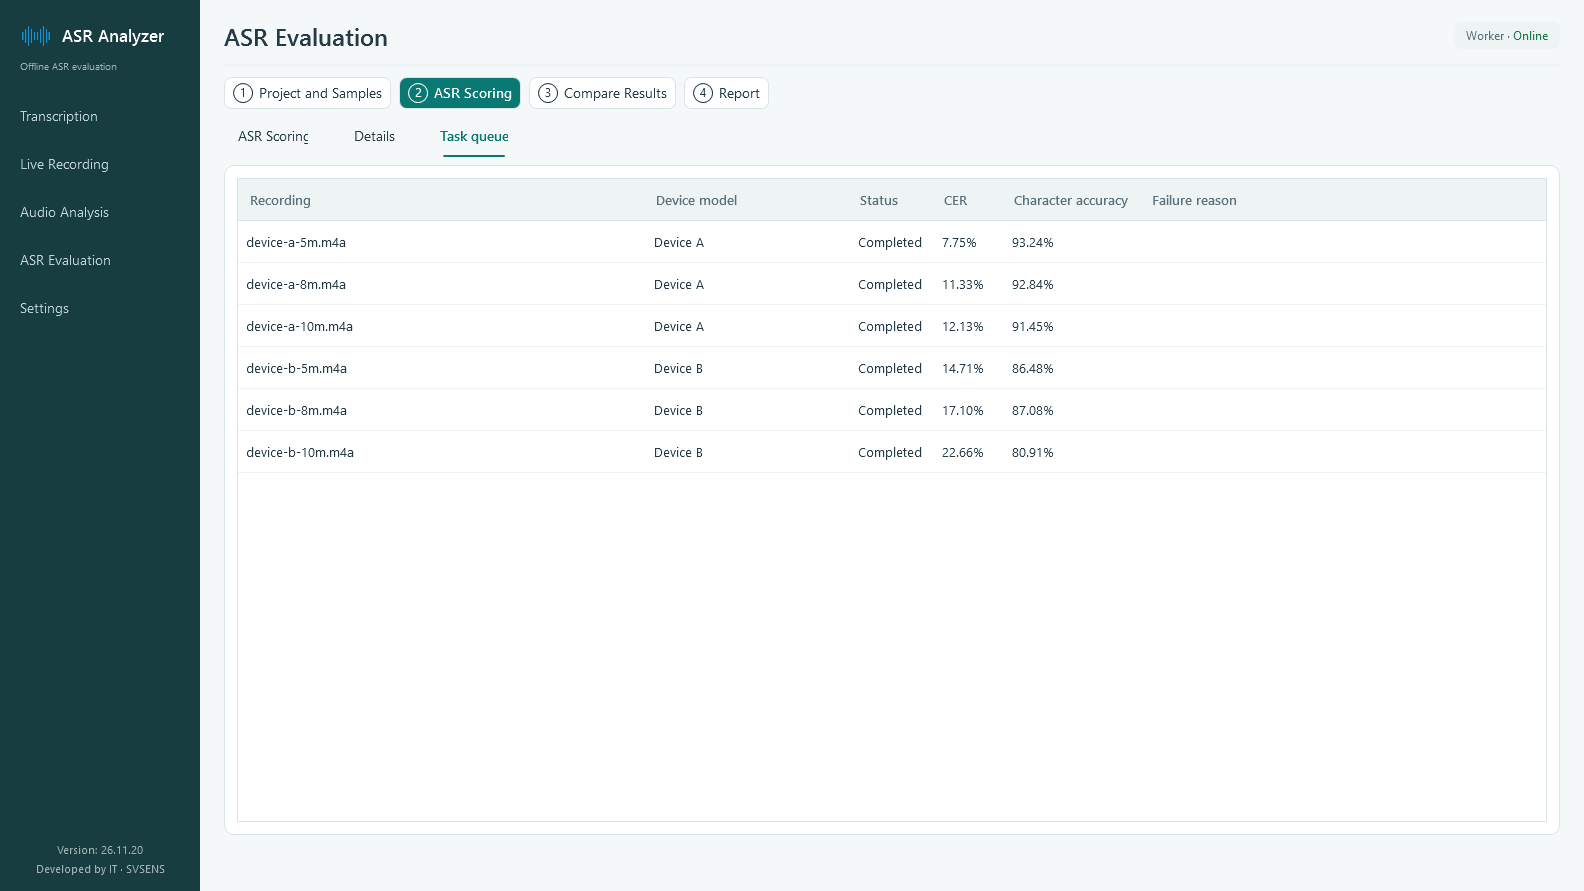 ASR Analyzer
Offline ASR evaluation
Transcription
Live Recording
Audio Analysis
ASR Evaluation
Settings
Version: 26.11.20
Developed by IT · SVSENS
ASR Evaluation
Worker · Online
1 Project and Samples 2 ASR Scoring 3 Compare Results 4 Report
ASR Scoring Details Task queue
Recording Device model Status CER Character accuracy Failure reason
device-a-5m.m4a Device A Completed 7.75% 93.24%
device-a-8m.m4a Device A Completed 11.33% 92.84%
device-a-10m.m4a Device A Completed 12.13% 91.45%
device-b-5m.m4a Device B Completed 14.71% 86.48%
device-b-8m.m4a Device B Completed 17.10% 87.08%
device-b-10m.m4a Device B Completed 22.66% 80.91%